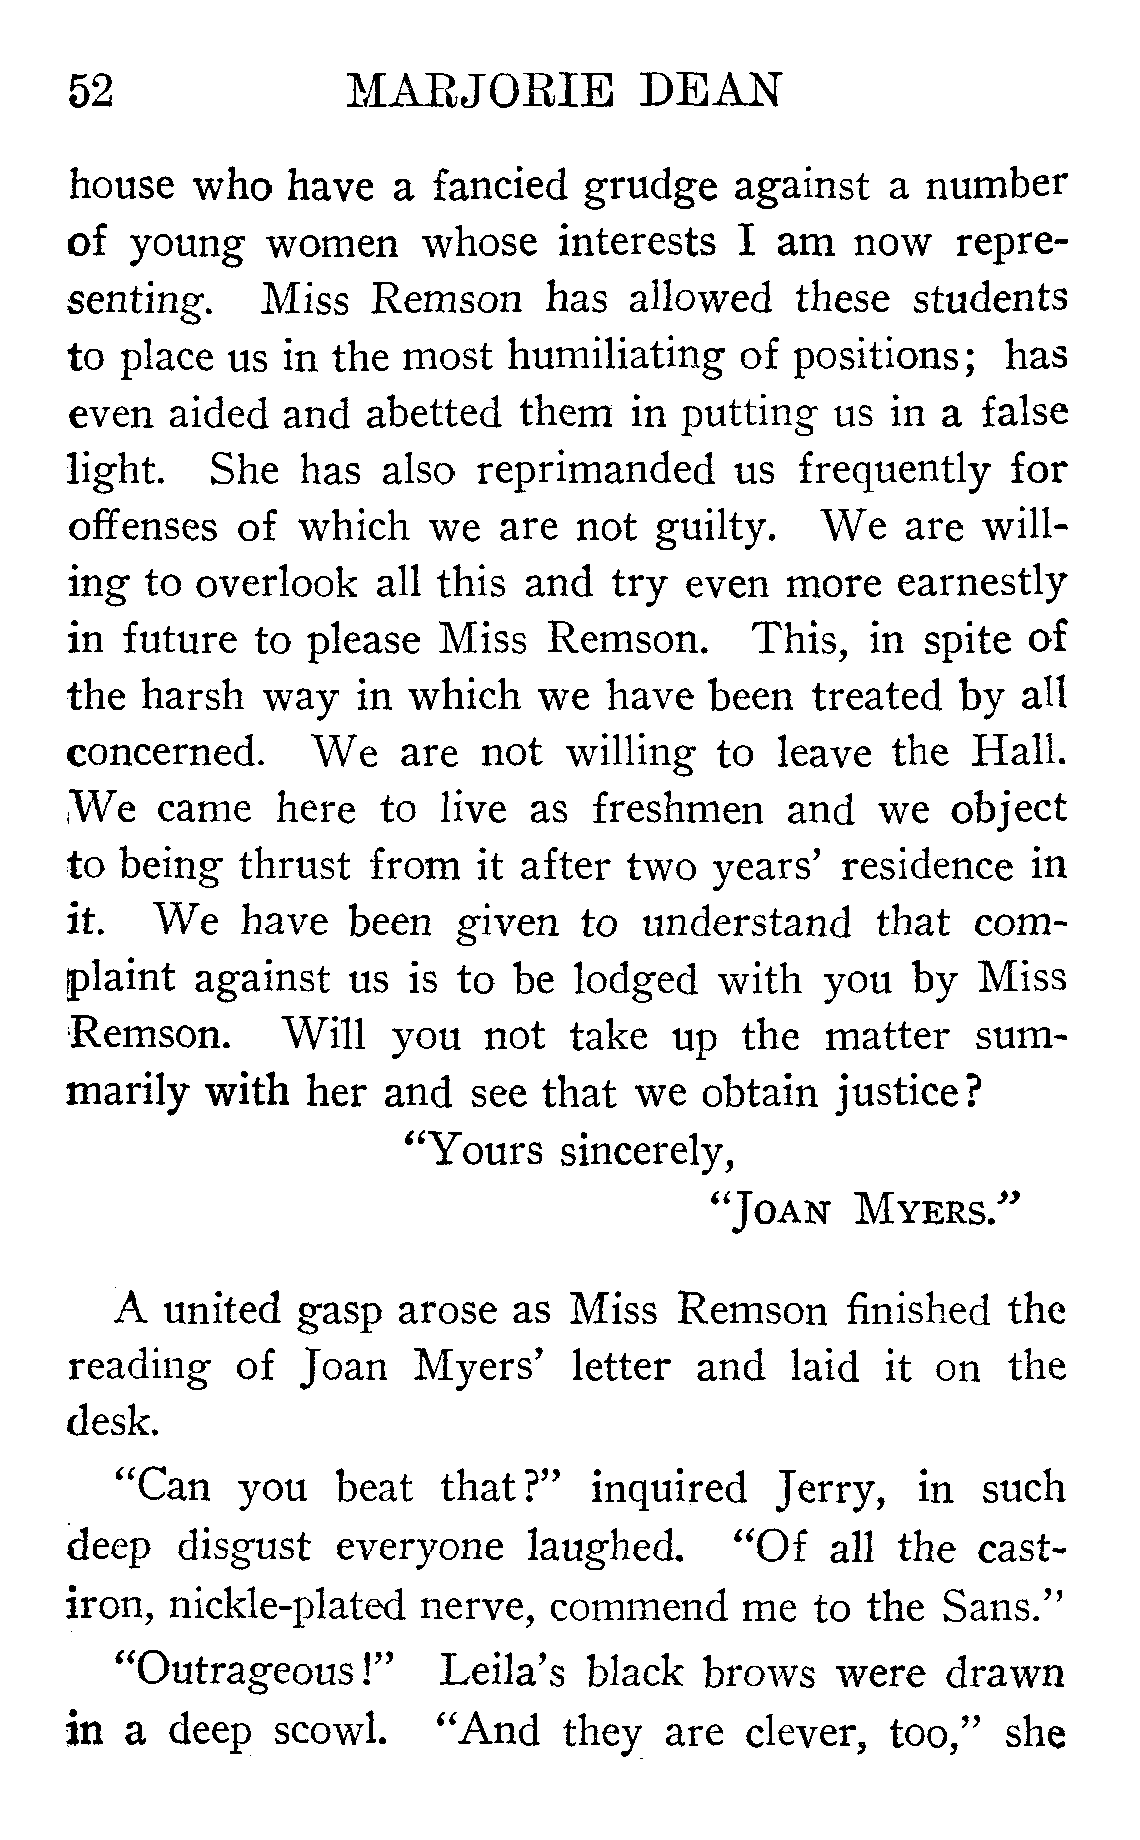 52 MARJORIE DEAN
house who have a fancied grudge against a number
of young women whose interests I am now repre-
senting. Miss Remson has allowed these students
to place us in the most humiliating of positions; has
even aided and abetted them in putting us in a false
light. She has also reprimanded us frequently for
offenses of which we are not guilty. We are will-
ing to overlook all this and try even more earnestly
in future to please Miss Remson. This, in spite of
the harsh way in which we have been treated by all
concerned. We are not willing to leave the Hall.
We came here to live as freshmen and we object
to being thrust from it after two years' residence in
it. We have been given to understand that com-
plaint against us is to be lodged with you by Miss
Remson. Will you not take up the matter sum-
marily with her and see that we obtain justice?
"Yours sincerely,
"JOAN MYERS."
A united gasp arose as Miss Remson finished the
reading of Joan Myers' letter and laid it on the
desk.
"Can you beat that?" inquired Jerry, in such
deep disgust everyone laughed. "Of all the cast-
iron, nickle-plated nerve, commend me to the Sans."
"Outrageous!" Leila's black brows were drawn
in a deep scowl. "And they are clever, too," she